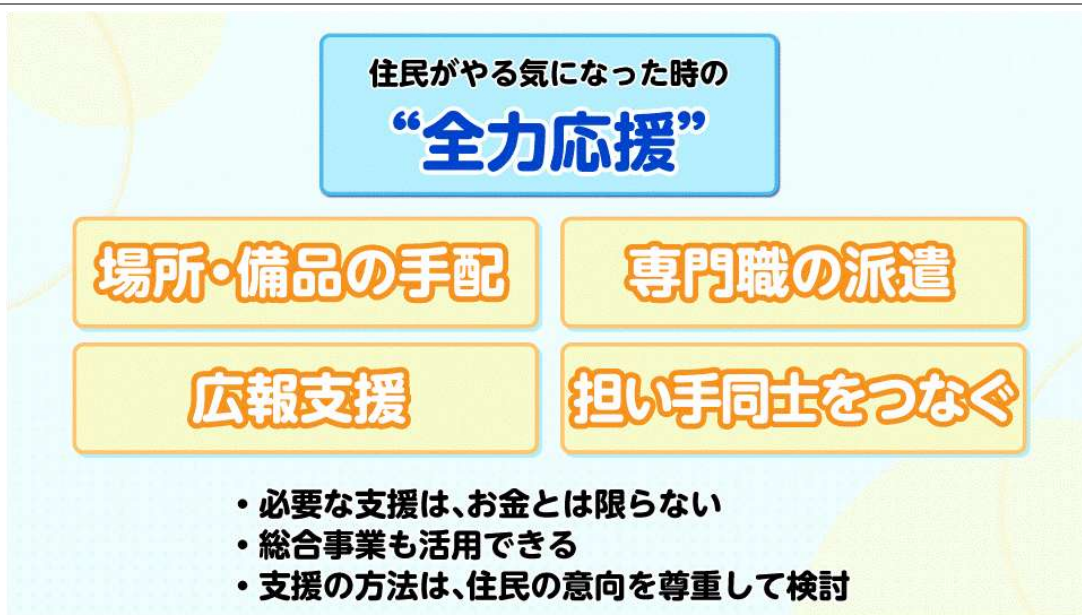 住民がやる気になった時の
“全力応援”
場所・備品の手配
専門職の派遣
広報支援
担い手同士をつなぐ
・必要な支援は、お金とは限らない
・総合事業も活用できる
・支援の方法は、住民の意向を尊重して検討